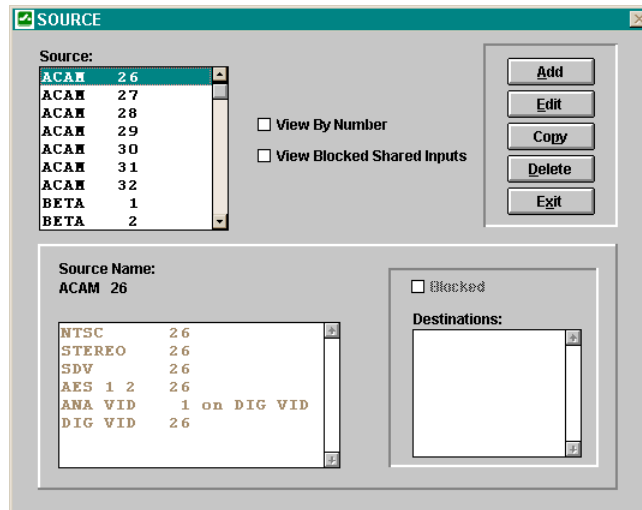 SOURCE
Source:
ACAM 26
ACAM 27
ACAM 28
ACAM 29
ACAM 30
ACAM 31
ACAM 32
BETA 1
BETA 2
View By Number
View Blocked Shared Inputs
Add
Edit
Copy
Delete
Exit
Source Name:
ACAM 26
NTSC 26
STEREO 26
SDV 26
AES 1 2 26
ANA VID 1 on DIG VID
DIG VID 26
Blocked
Destinations: